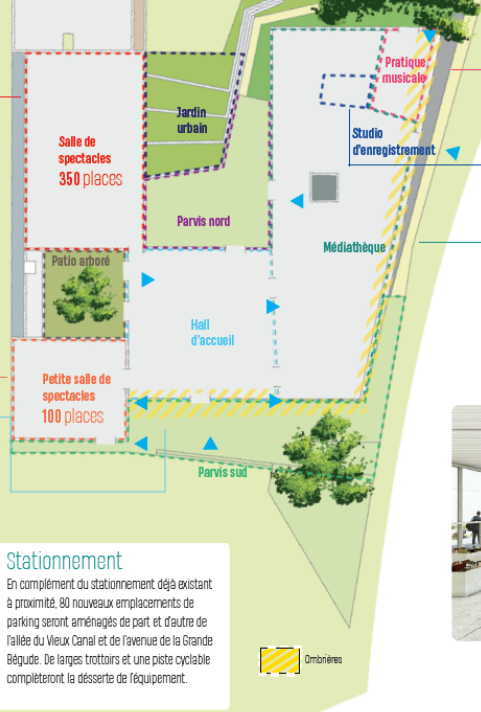 Pratique
musicale
Jardin
urbain
Studio
d'enregistrement
Salle de
spectacles
350 places
Parvis nord
Médiathèque
Patio arboré
Hall
d'accueil
Petite salle de
spectacles
100 places
Parvis sud
Stationnement
En complément du stationnement déjà existant
à proximité, 80 nouveaux emplacements de
parking seront aménagés de part et d'autre de
l'allée du Vieux Canal et de l'avenue de la Grande
Bégude. De larges trottoirs et une piste cyclable
complèteront la désserte de l'équipement.
Ombrières